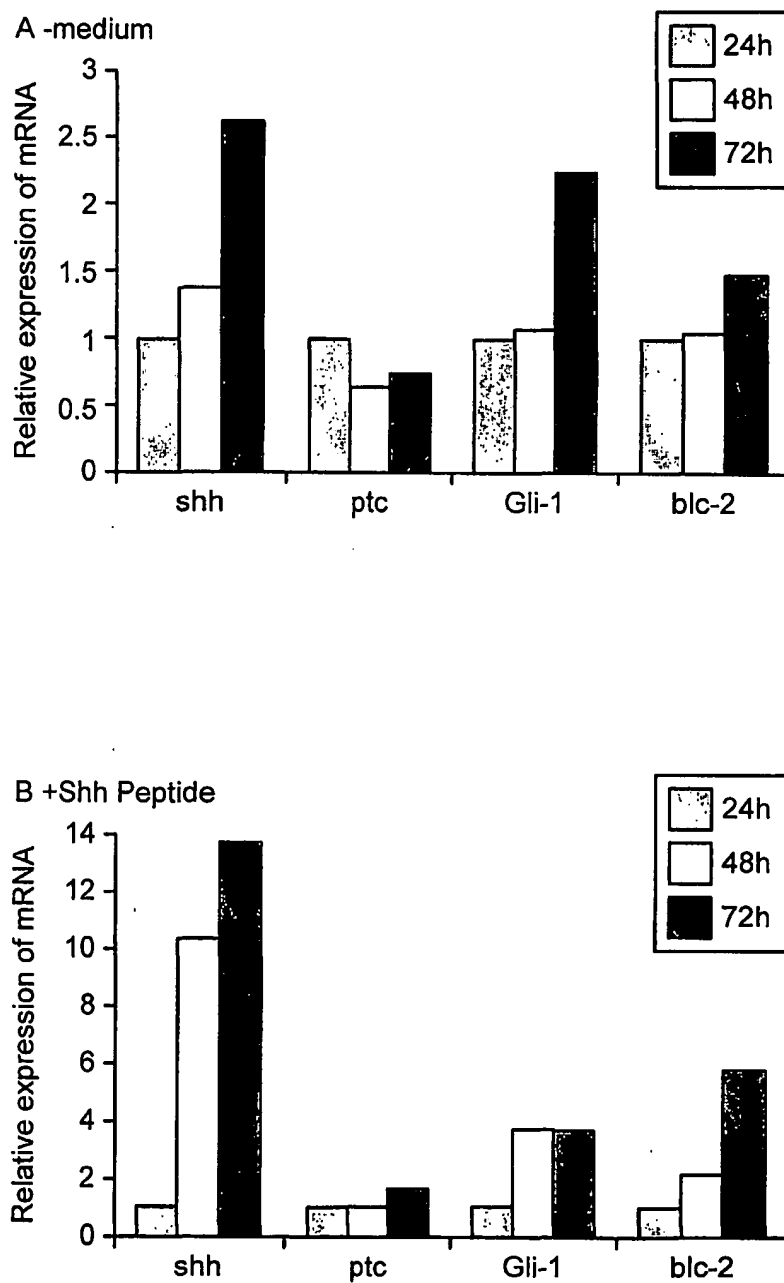 A -medium
24h
48h
72h
Relative expression of mRNA
3
2.5
2
1.5
1
0.5
0
shh ptc Gli-1 blc-2
B +Shh Peptide
24h
48h
72h
Relative expression of mRNA
14
12
10
8
6
4
2
0
shh ptc Gli-1 blc-2